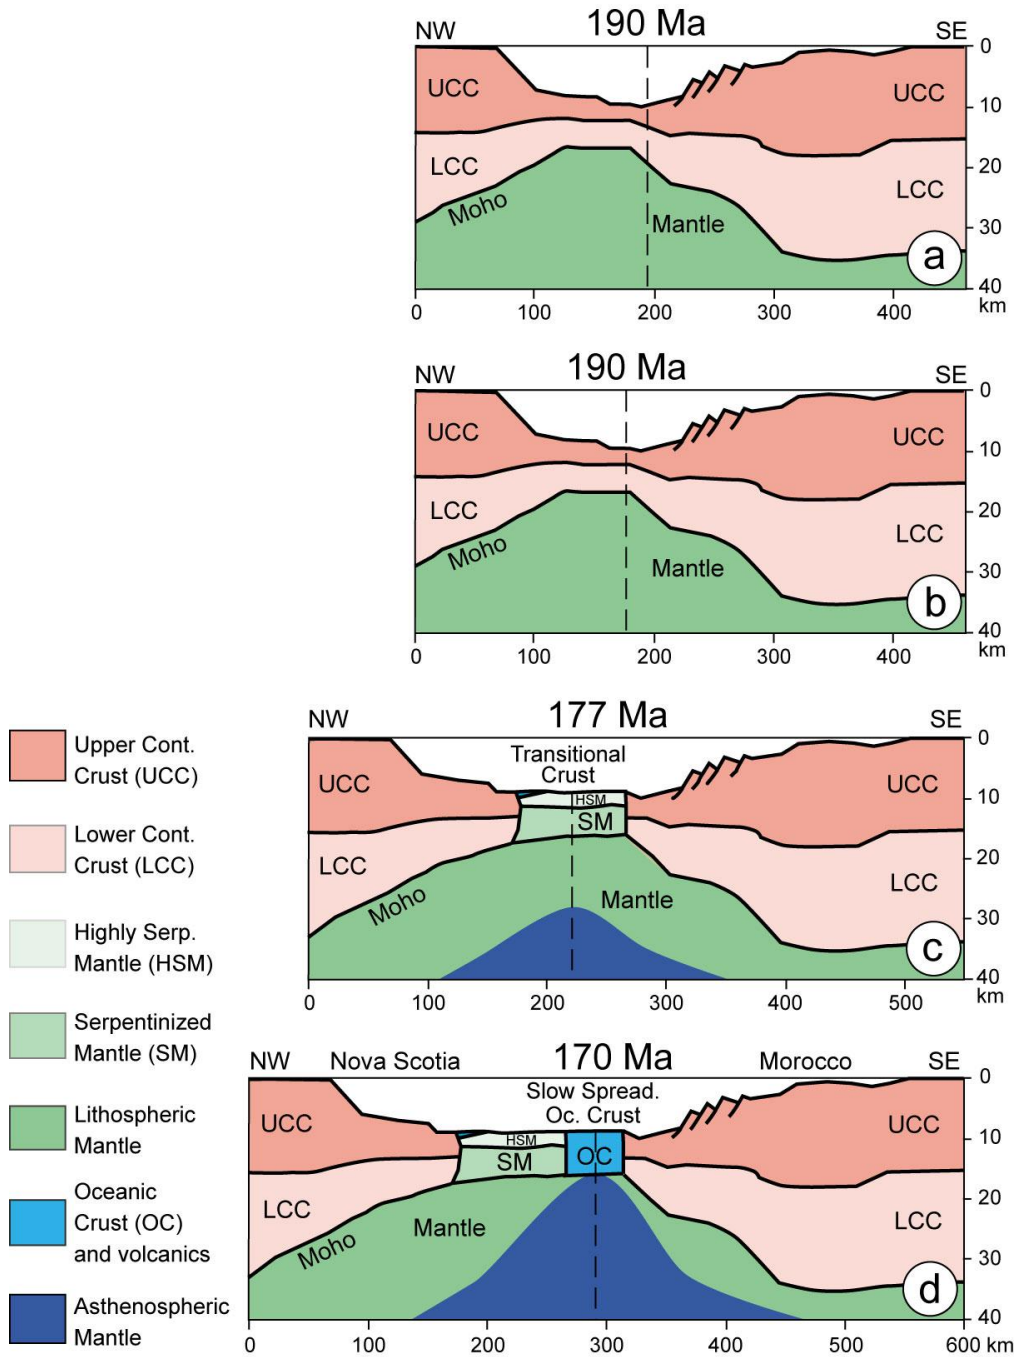 190 Ma
NW
SE
UCC
UCC
LCC
LCC
Moho
Mantle
a
0
10
20
30
40
km
0
100
200
300
400
190 Ma
NW
SE
UCC
UCC
LCC
LCC
Moho
Mantle
b
0
10
20
30
40
km
0
100
200
300
400
177 Ma
NW
SE
Transitional
Crust
UCC
UCC
HSM
SM
LCC
LCC
Moho
Mantle
c
0
10
20
30
40
0
100
200
300
400
500
km
170 Ma
NW
Nova Scotia
Morocco
SE
Slow Spread.
Oc. Crust
UCC
UCC
HSM
SM
OC
LCC
LCC
Moho
Mantle
d
0
10
20
30
40
0
100
200
300
400
500
600 km
Upper Cont.
Crust (UCC)
Lower Cont.
Crust (LCC)
Highly Serp.
Mantle (HSM)
Serpentinized
Mantle (SM)
Lithospheric
Mantle
Oceanic
Crust (OC)
and volcanics
Asthenospheric
Mantle